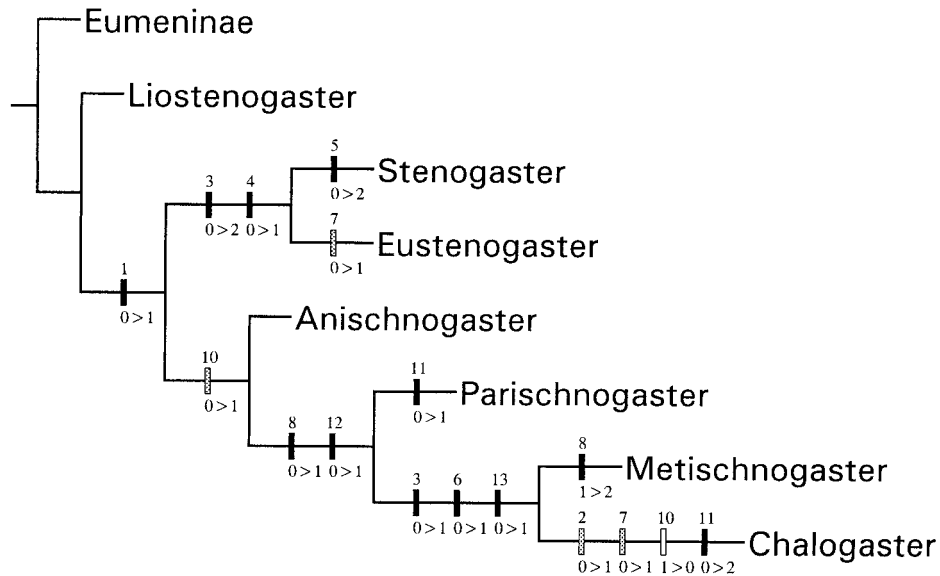 Eumeninae
Liostenogaster
5
3 4 Stenogaster
0>2
0>2 0>1 7
Eustenogaster
0>1
1
0>1 Anischnogaster
10
11
0>1 Parischnogaster
8 12 0>1
8
0>1 0>1 Metischnogaster
3 6 13 1>2
0>1 0>1 0>1 2 7 10 11
Chalogaster
0>1 0>1 1>0 0>2